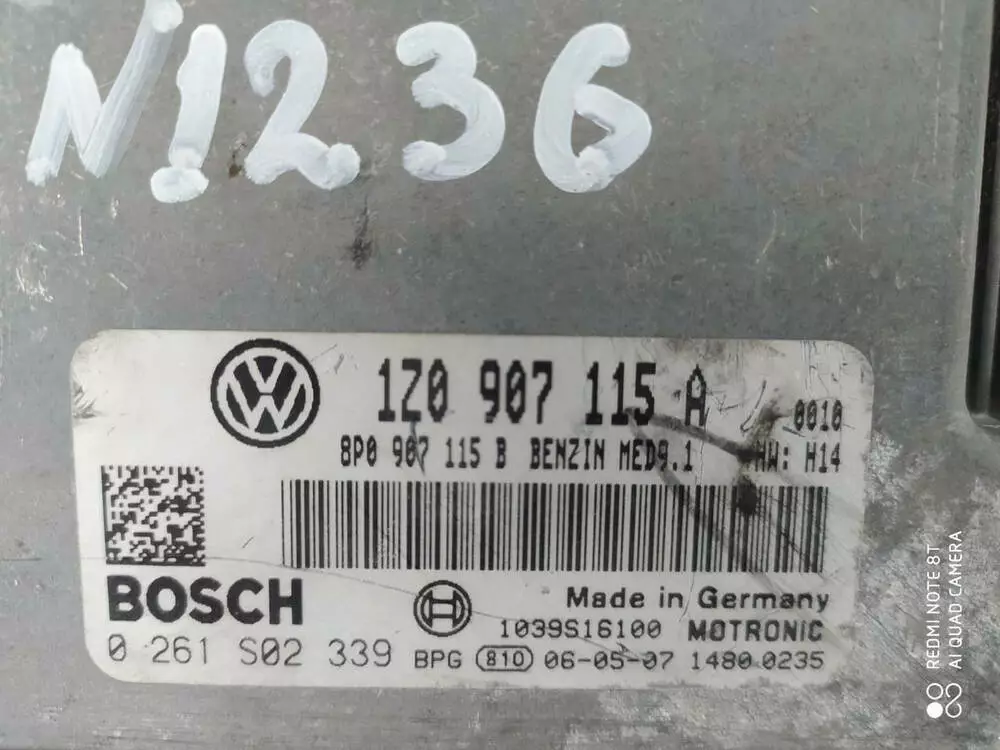 N1236
1Z0 907 115 A
0010
8P0 907 115 B BENZIN MED9.1 HW: H14
BOSCH
Made in Germany
1039S16100 MOTRONIC
0 261 S02 339 BPG 810 06-05-07 1480 0235
REDMI NOTE 8T
AI QUAD CAMERA